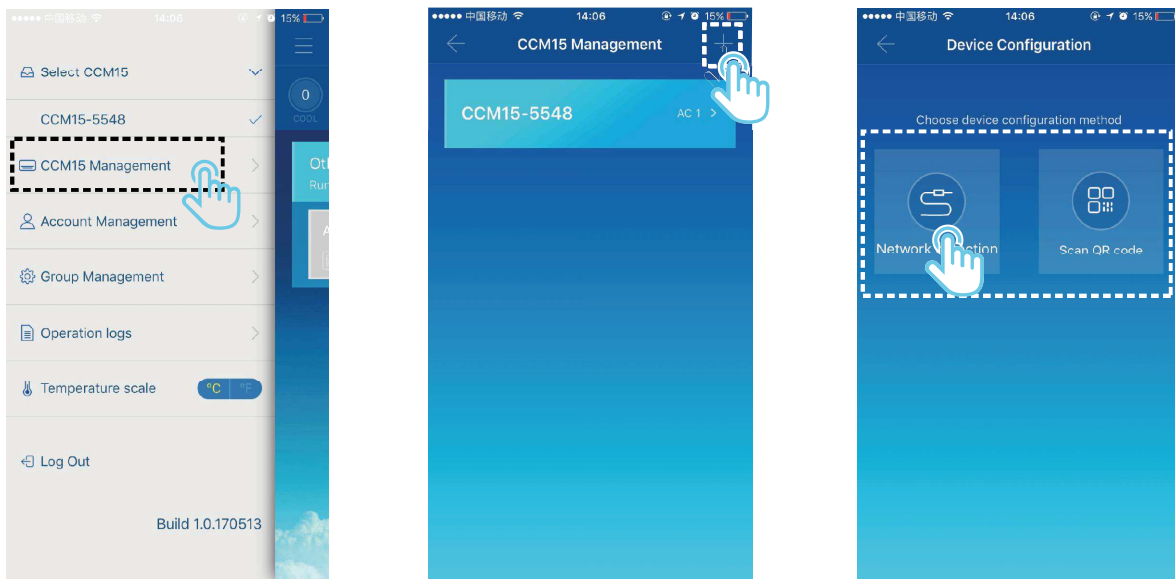 中国移动 14:06 15%
Select CCM15
CCM15-5548
CCM15 Management
Account Management
Group Management
Operation logs
Temperature scale °C °F
Log Out
Build 1.0.170513
0
COOL
中国移动 14:06 15%
CCM15 Management
CCM15-5548 AC 1
中国移动 14:06 15%
Device Configuration
Choose device configuration method
Network
Scan QR code